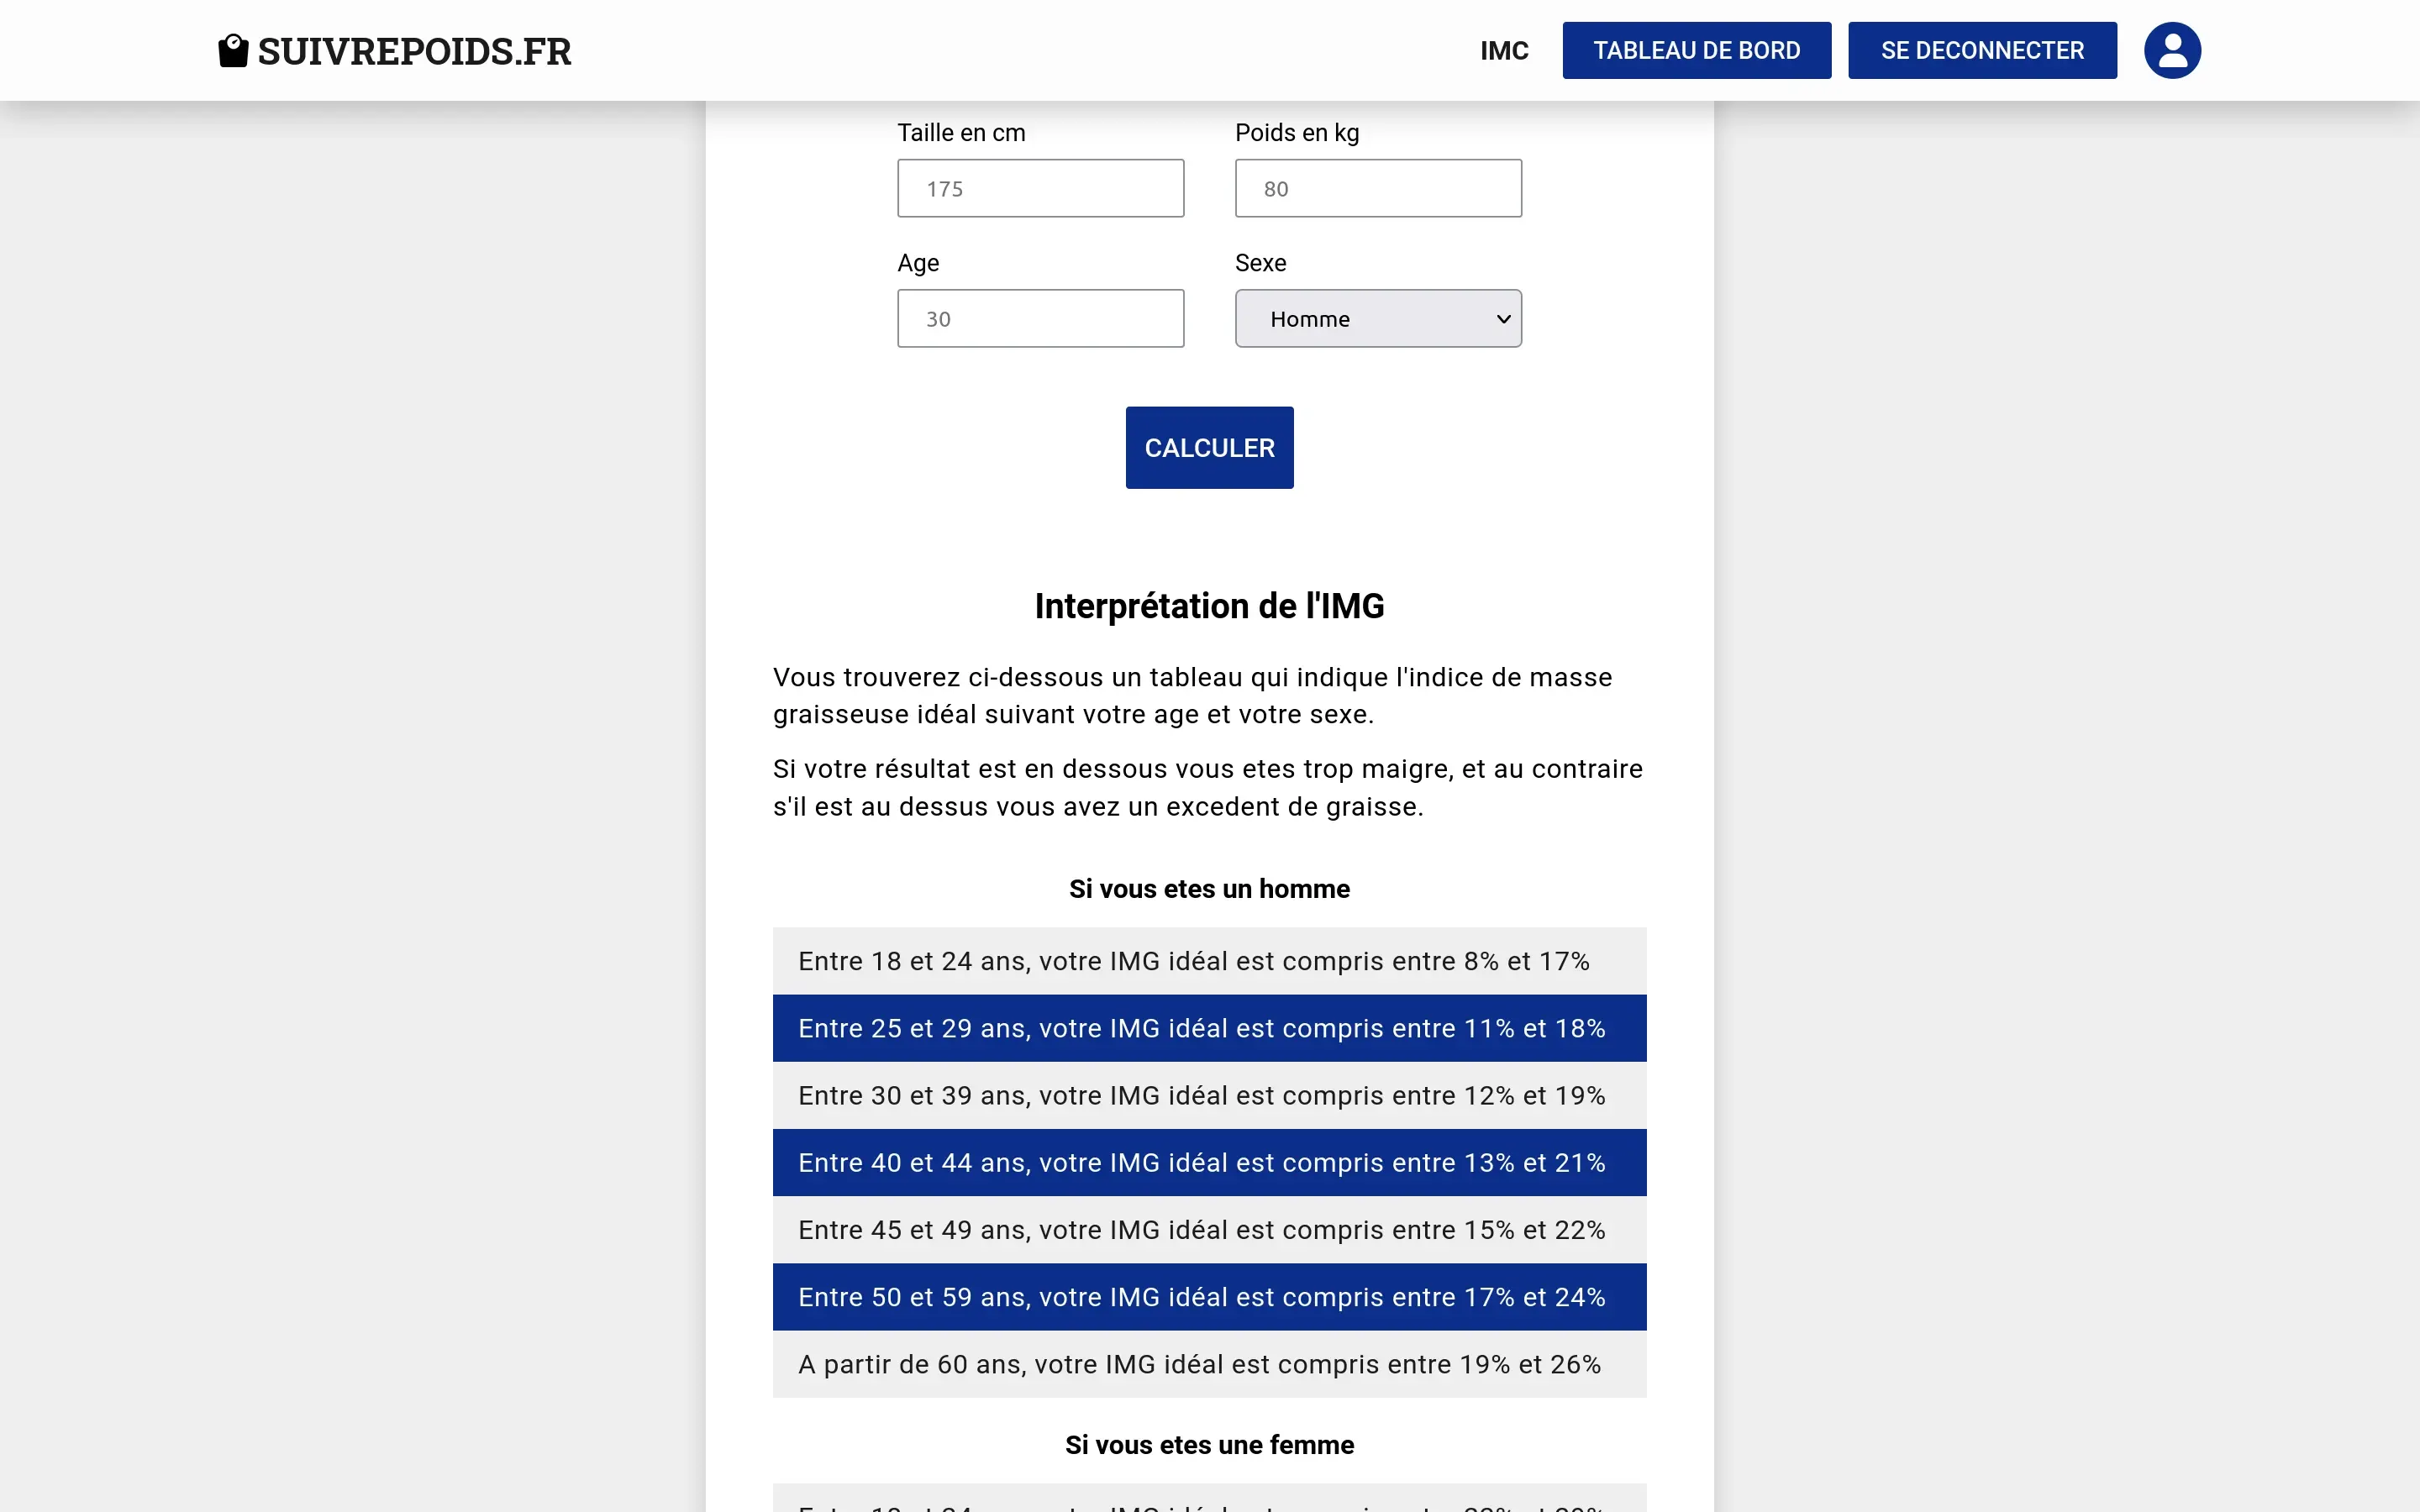 SUIVREPOIDS.FR
IMC
TABLEAU DE BORD
SE DECONNECTER
Taille en cm
Poids en kg
175
80
Age
Sexe
30
Homme
CALCULER
Interprétation de l'IMG
Vous trouverez ci-dessous un tableau qui indique l'indice de masse
graisseuse idéal suivant votre age et votre sexe.
Si votre résultat est en dessous vous etes trop maigre, et au contraire
s'il est au dessus vous avez un excedent de graisse.
Si vous etes un homme
Entre 18 et 24 ans, votre IMG idéal est compris entre 8% et 17%
Entre 25 et 29 ans, votre IMG idéal est compris entre 11% et 18%
Entre 30 et 39 ans, votre IMG idéal est compris entre 12% et 19%
Entre 40 et 44 ans, votre IMG idéal est compris entre 13% et 21%
Entre 45 et 49 ans, votre IMG idéal est compris entre 15% et 22%
Entre 50 et 59 ans, votre IMG idéal est compris entre 17% et 24%
A partir de 60 ans, votre IMG idéal est compris entre 19% et 26%
Si vous etes une femme